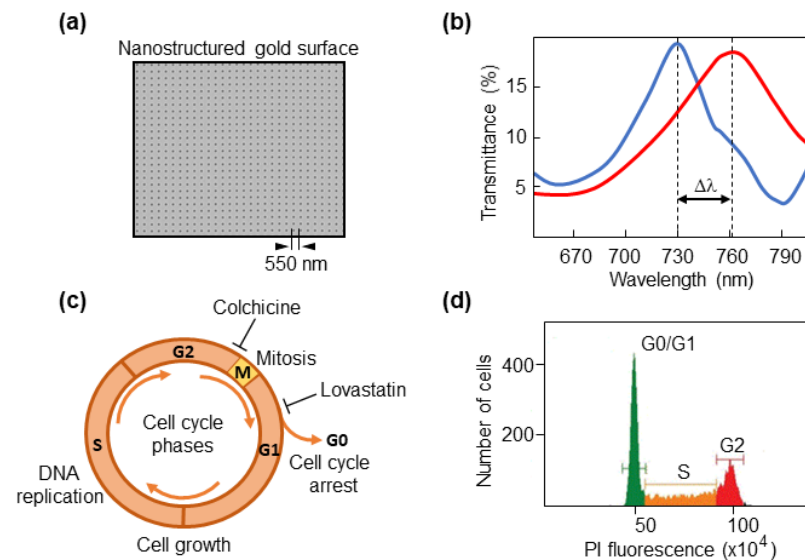 (a)
Nanostructured gold surface
550 nm
(b)
Transmittance (%)
15
10
5
Δλ
670 700 730 760 790
Wavelength (nm)
(c)
Colchicine
G2
Mitosis
M
Lovastatin
Cell cycle
phases
S
G1
G0
Cell cycle
arrest
DNA
replication
Cell growth
(d)
Number of cells
400
200
G0/G1
S
G2
50 100
PI fluorescence (x10⁴)